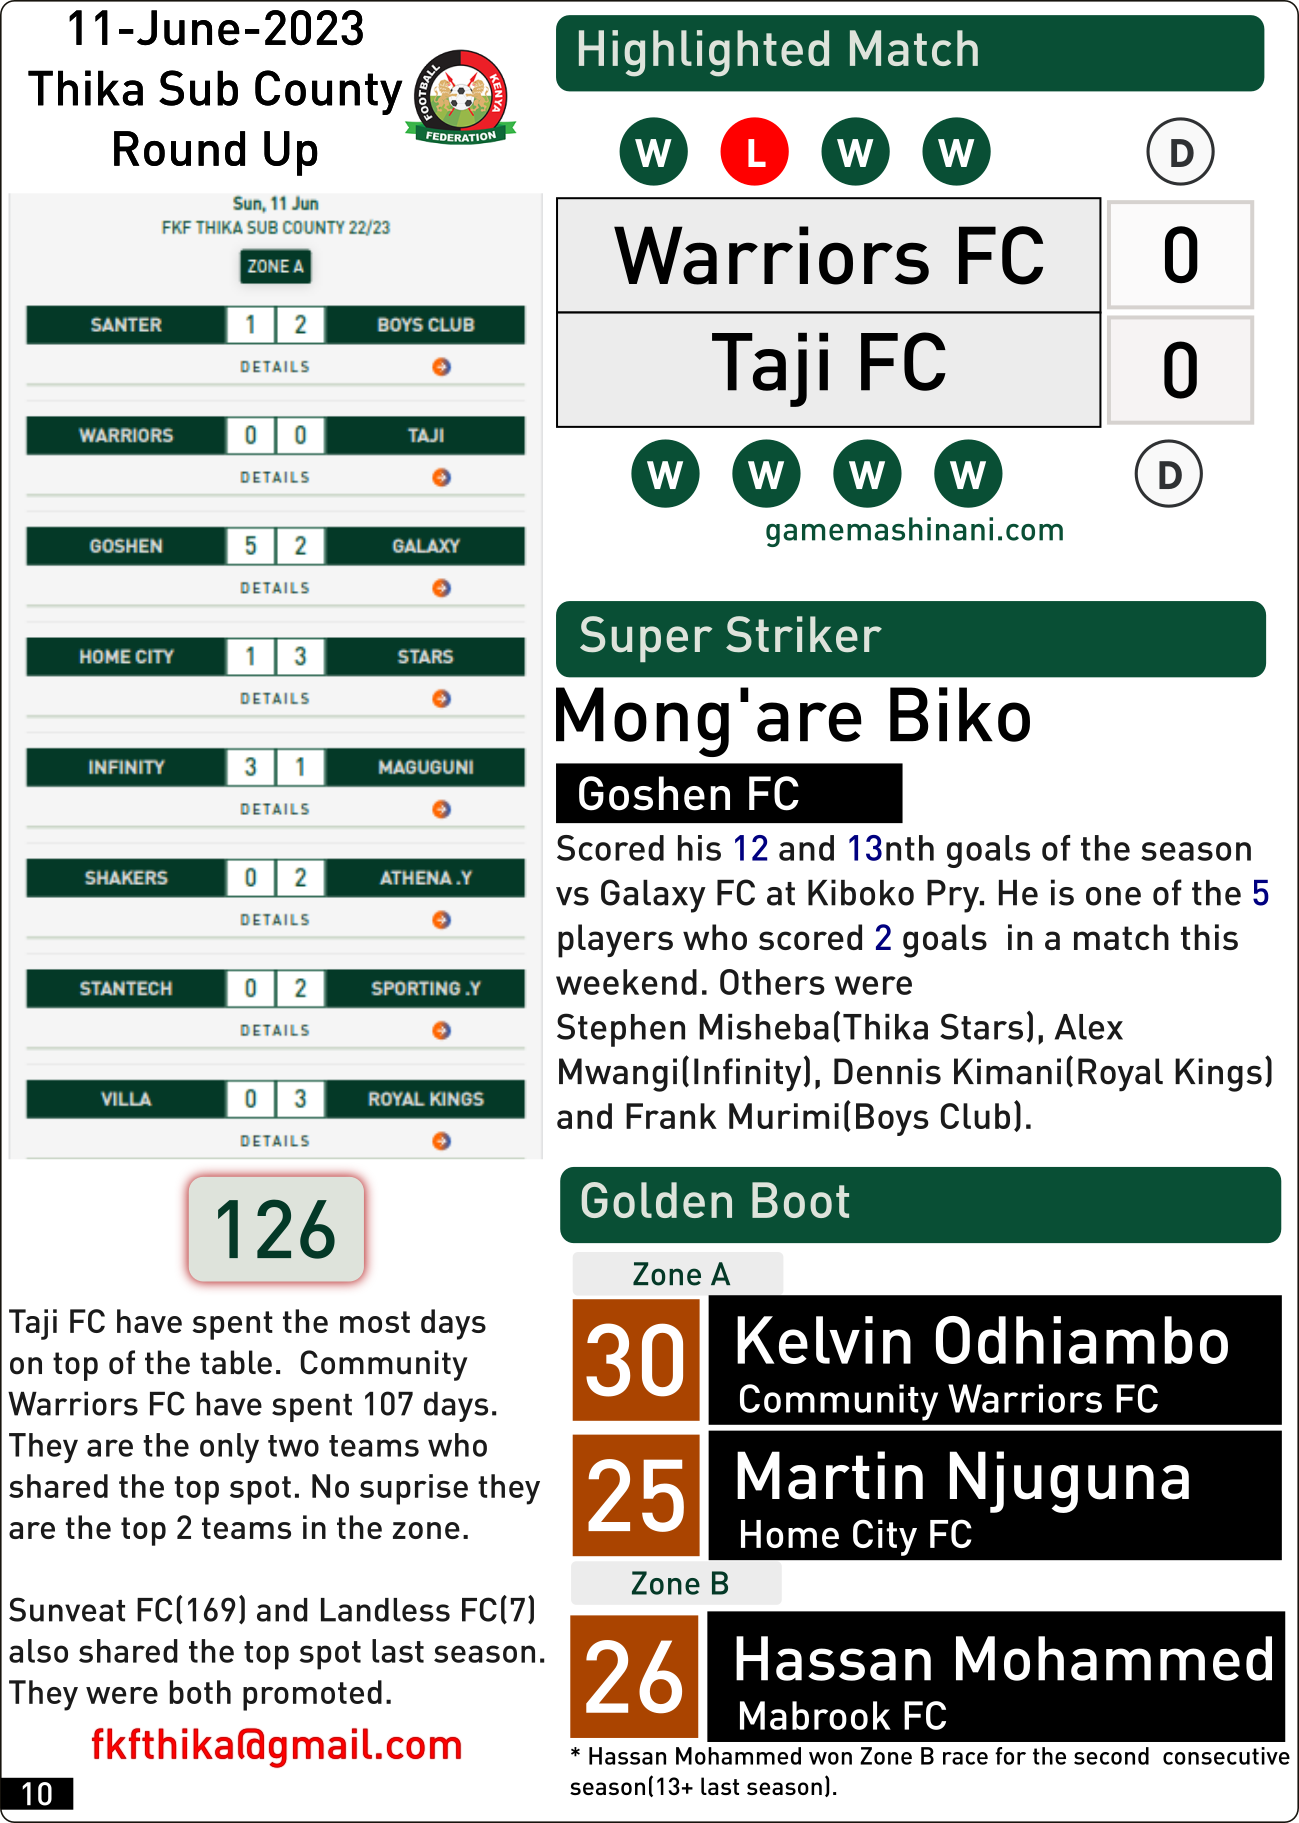 11-June-2023
Thika Sub County
Round Up
FOOTBALL
KENYA
FEDERATION
Sun, 11 Jun
FKF THIKA SUB COUNTY 22/23
ZONE A
SANTER 1 2 BOYS CLUB
DETAILS
WARRIORS 0 0 TAJI
DETAILS
GOSHEN 5 2 GALAXY
DETAILS
HOME CITY 1 3 STARS
DETAILS
INFINITY 3 1 MAGUGUNI
DETAILS
SHAKERS 0 2 ATHENA .Y
DETAILS
STANTECH 0 2 SPORTING .Y
DETAILS
VILLA 0 3 ROYAL KINGS
DETAILS
126
Taji FC have spent the most days
on top of the table. Community
Warriors FC have spent 107 days.
They are the only two teams who
shared the top spot. No suprise they
are the top 2 teams in the zone.
Sunveat FC(169) and Landless FC(7)
also shared the top spot last season.
They were both promoted.
fkfthika@gmail.com
10
Highlighted Match
W L W W D
Warriors FC 0
Taji FC 0
W W W W D
gamemashinani.com
Super Striker
Mong'are Biko
Goshen FC
Scored his 12 and 13nth goals of the season
vs Galaxy FC at Kiboko Pry. He is one of the 5
players who scored 2 goals in a match this
weekend. Others were
Stephen Misheba(Thika Stars), Alex
Mwangi(Infinity), Dennis Kimani(Royal Kings)
and Frank Murimi(Boys Club).
Golden Boot
Zone A
30 Kelvin Odhiambo
Community Warriors FC
25 Martin Njuguna
Home City FC
Zone B
26 Hassan Mohammed
Mabrook FC
* Hassan Mohammed won Zone B race for the second consecutive
season(13+ last season).